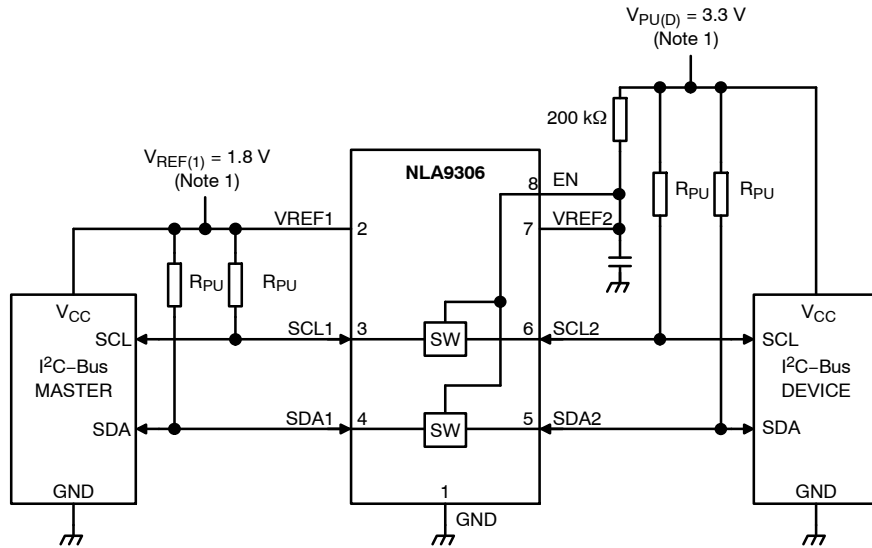 V_PU(D) = 3.3 V
(Note 1)
200 kΩ
V_REF(1) = 1.8 V
(Note 1)
NLA9306
8 EN
R_PU R_PU
VREF1 2
7 VREF2
R_PU R_PU
V_CC
V_CC
SCL
SCL1 3
SW
6 SCL2
SCL
I²C−Bus
MASTER
I²C−Bus
DEVICE
SDA
SDA1 4
SW
5 SDA2
SDA
GND
1
GND
GND